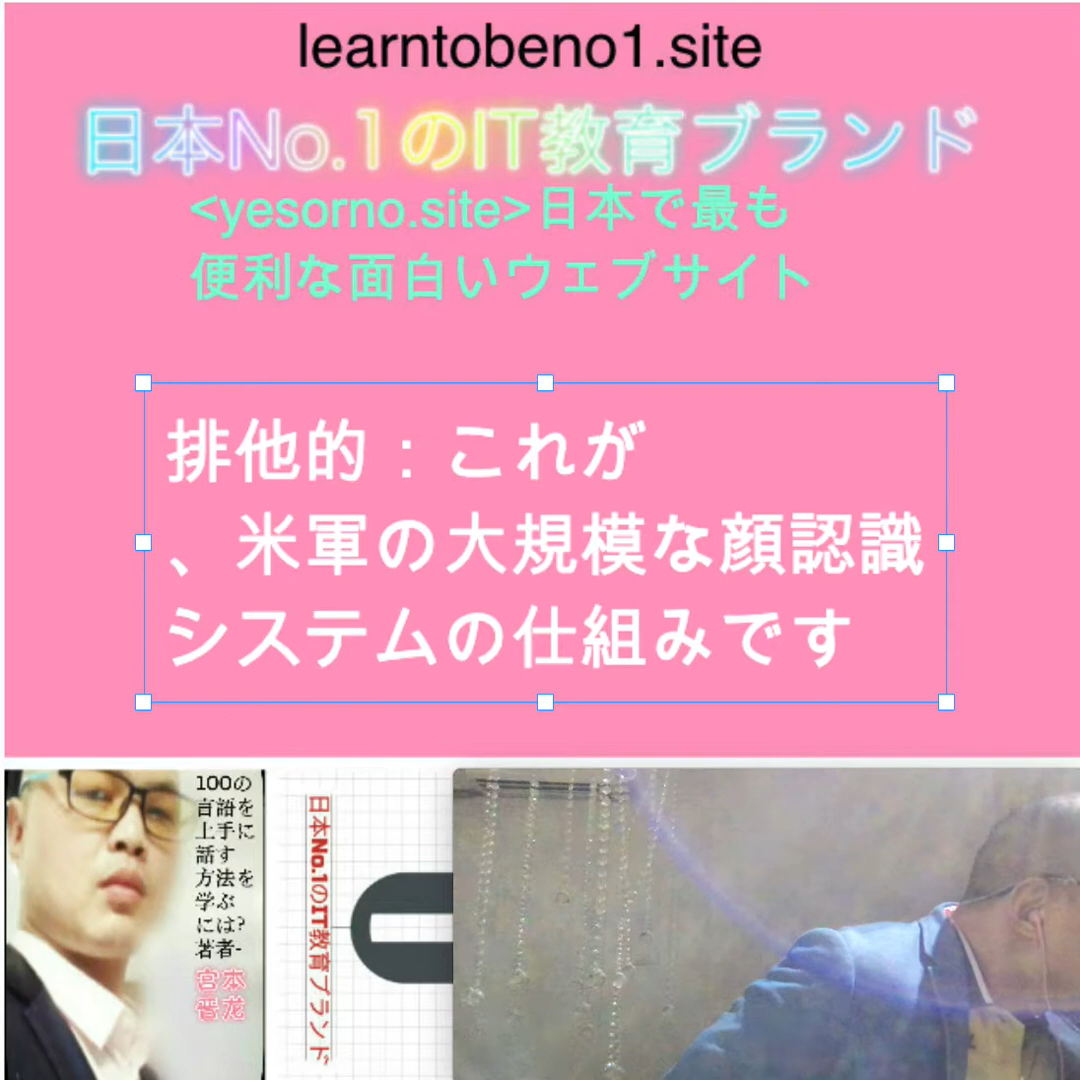 learntobeno1.site
日本No.1のIT教育ブランド
<yesorno.site>日本で最も
便利な面白いウェブサイト
排他的：これが
、米軍の大規模な顔認識
システムの仕組みです
100の
言語を
上手に
話す
方法を
学ぶ
には?
著者-
宮本
晋龙
日本No.1のIT教育ブランド